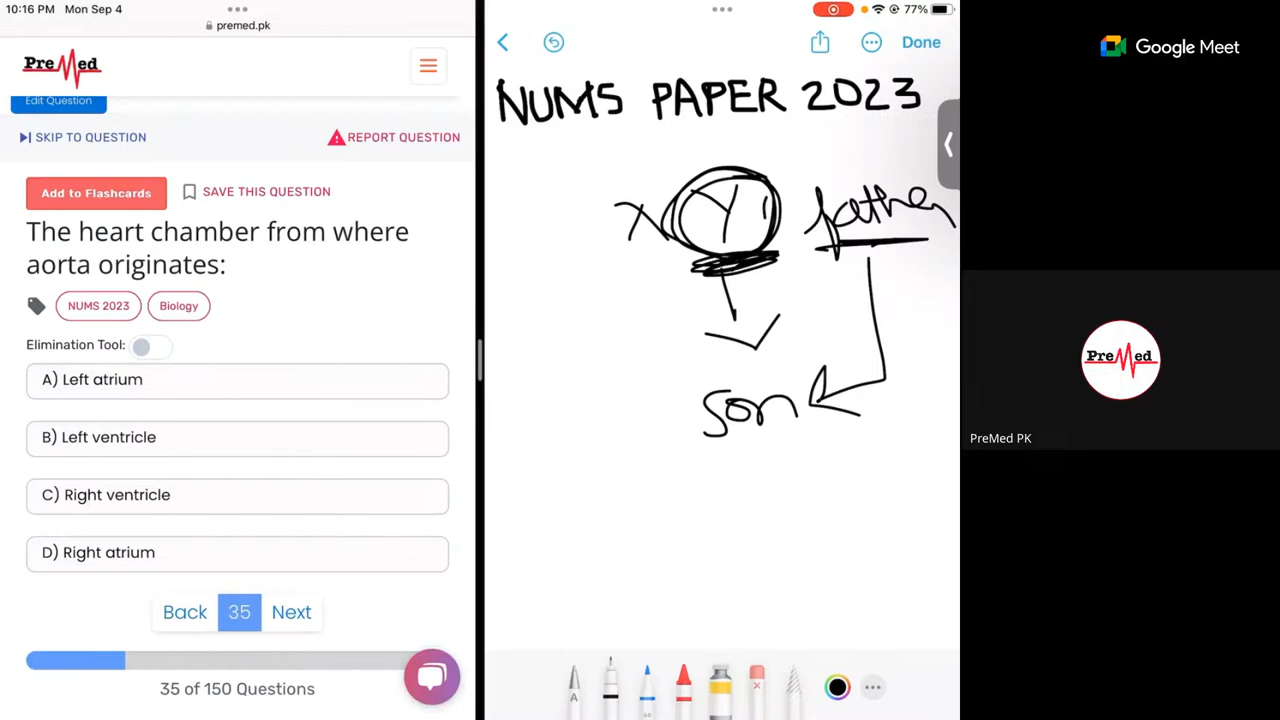 10:16 PM Mon Sep 4
premed.pk
PreMed
Edit Question
SKIP TO QUESTION
REPORT QUESTION
Add to Flashcards
SAVE THIS QUESTION
The heart chamber from where
aorta originates:
NUMS 2023
Biology
Elimination Tool:
A) Left atrium
B) Left ventricle
C) Right ventricle
D) Right atrium
Back
35
Next
35 of 150 Questions
77%
Done
NUMS PAPER 2023
XY father
son
A
Google Meet
PreMed
PreMed PK